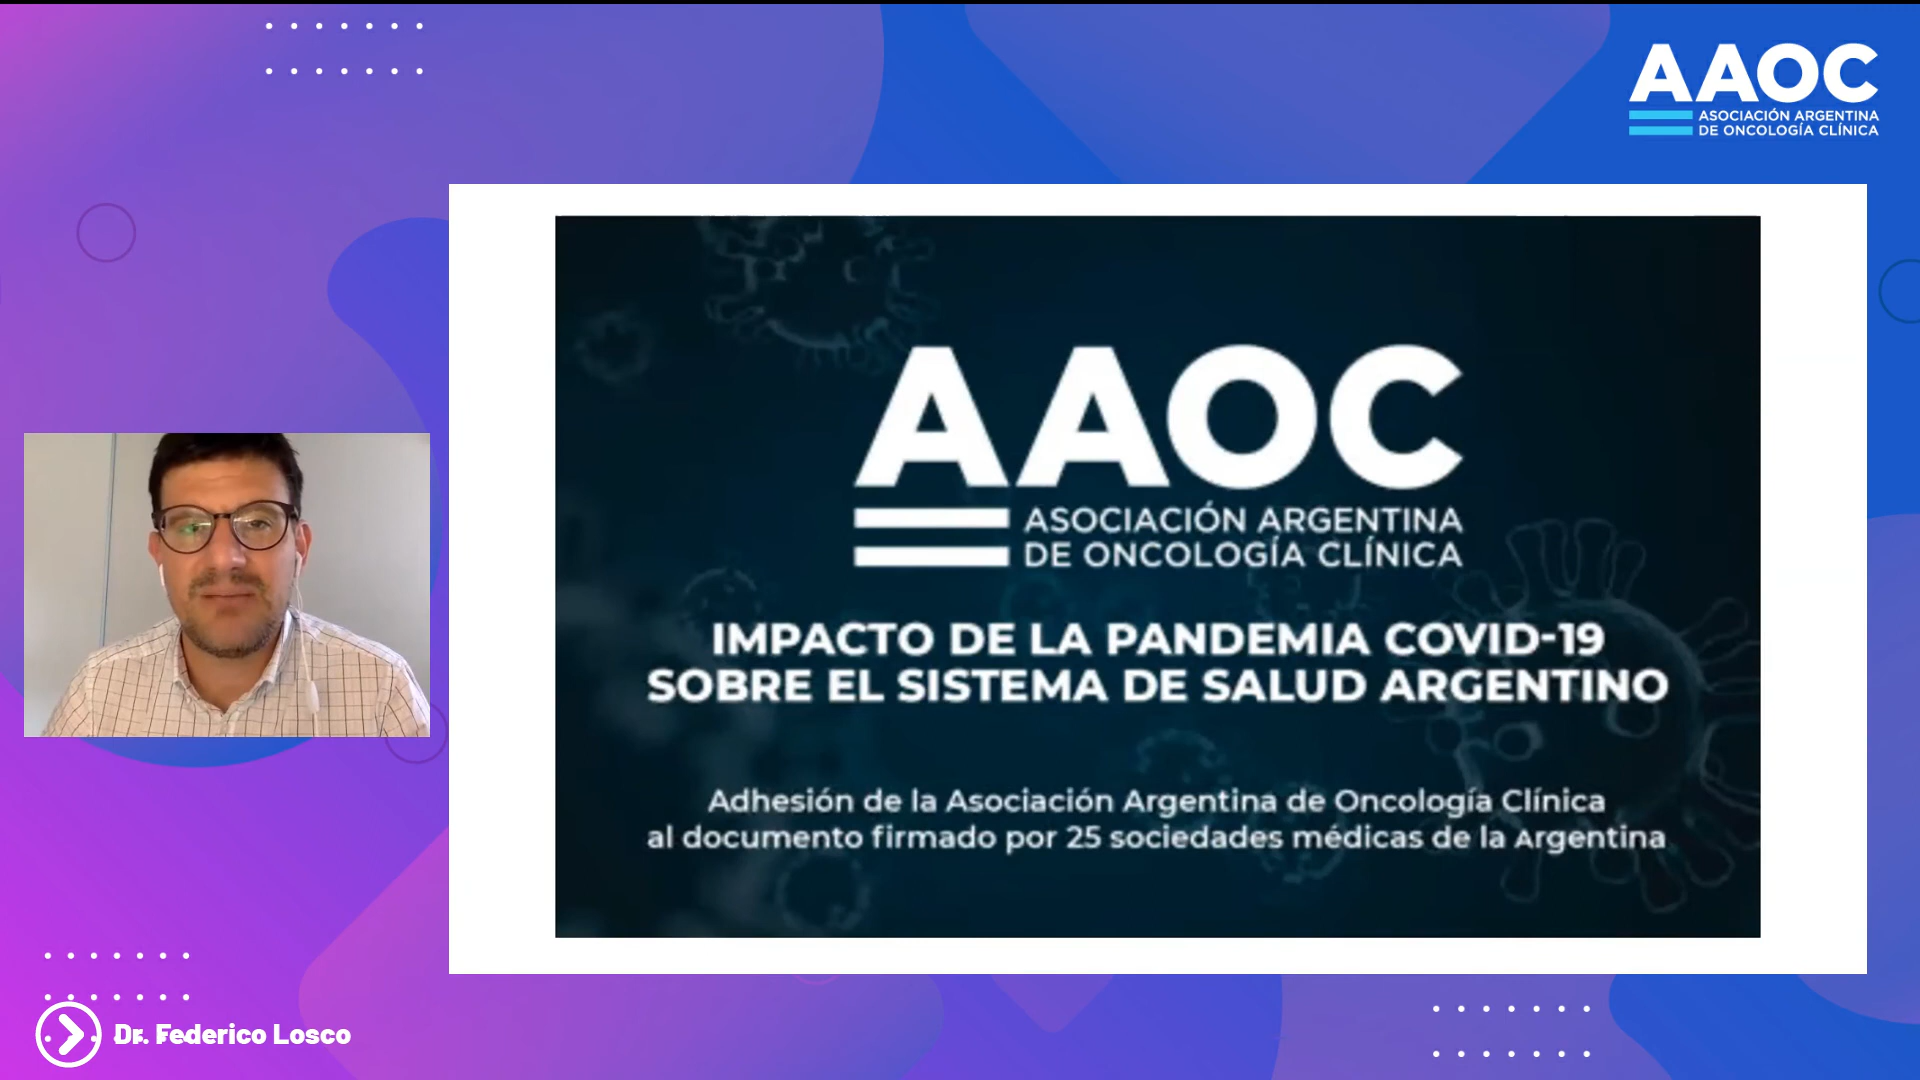 AAOC
ASOCIACIÓN ARGENTINA
DE ONCOLOGÍA CLÍNICA
AAOC
ASOCIACIÓN ARGENTINA
DE ONCOLOGÍA CLÍNICA
IMPACTO DE LA PANDEMIA COVID-19
SOBRE EL SISTEMA DE SALUD ARGENTINO
Adhesión de la Asociación Argentina de Oncología Clínica
al documento firmado por 25 sociedades médicas de la Argentina
Dr. Federico Losco